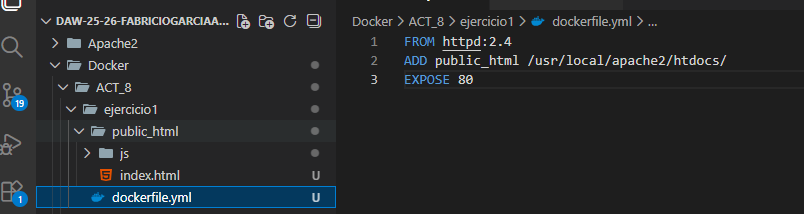 DAW-25-26-FABRICIOGARCIAA...
Apache2
Docker
ACT_8
ejercicio1
public_html
js
index.html U
dockerfile.yml U
19
1
Docker > ACT_8 > ejercicio1 > dockerfile.yml > ...
1 FROM httpd:2.4
2 ADD public_html /usr/local/apache2/htdocs/
3 EXPOSE 80